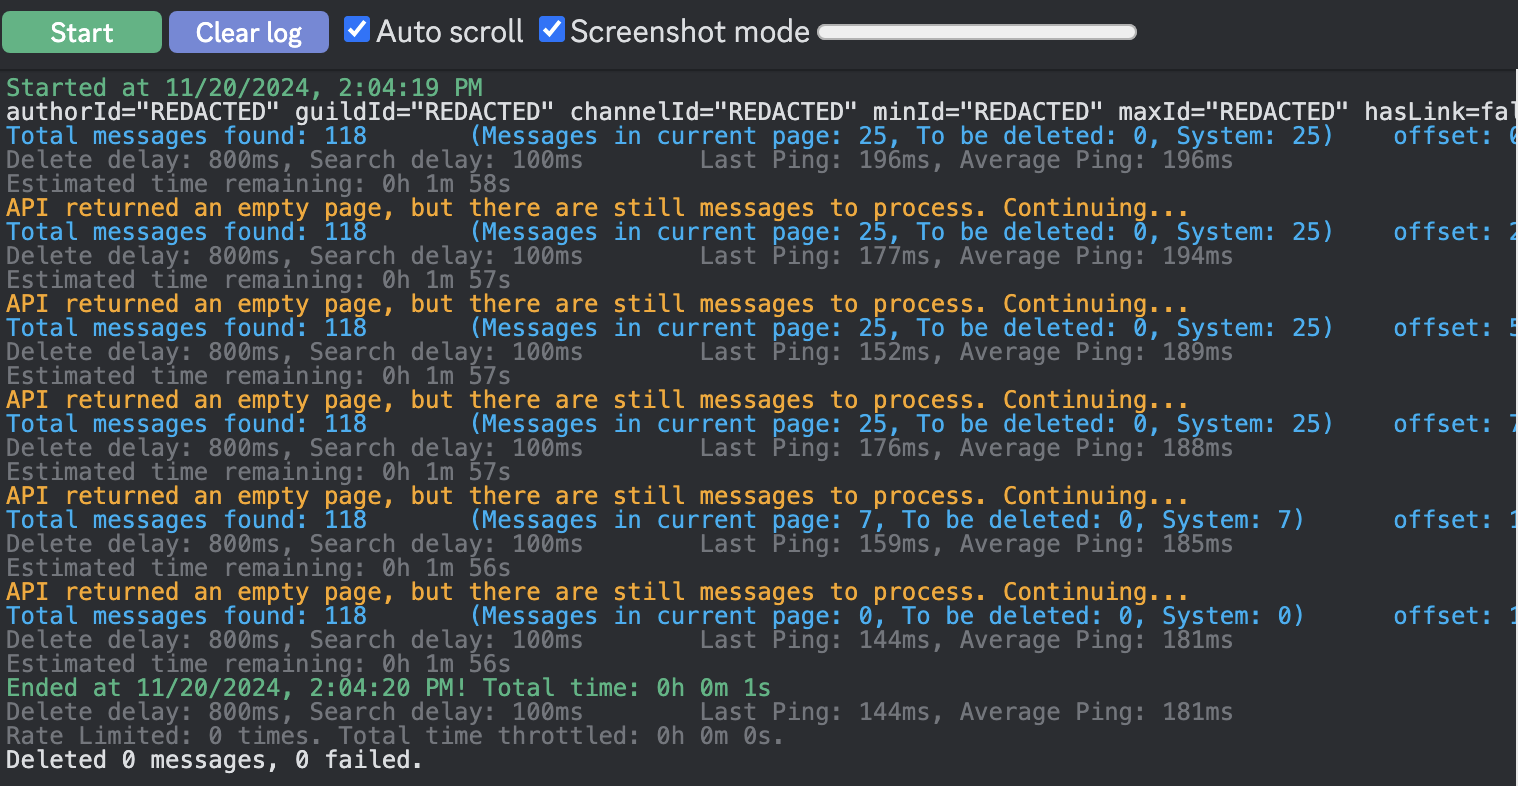 Start Clear log Auto scroll Screenshot mode
Started at 11/20/2024, 2:04:19 PM
authorId="REDACTED" guildId="REDACTED" channelId="REDACTED" minId="REDACTED" maxId="REDACTED" hasLink=fal
Total messages found: 118 (Messages in current page: 25, To be deleted: 0, System: 25) offset: 0
Delete delay: 800ms, Search delay: 100ms Last Ping: 196ms, Average Ping: 196ms
Estimated time remaining: 0h 1m 58s
API returned an empty page, but there are still messages to process. Continuing...
Total messages found: 118 (Messages in current page: 25, To be deleted: 0, System: 25) offset: 2
Delete delay: 800ms, Search delay: 100ms Last Ping: 177ms, Average Ping: 194ms
Estimated time remaining: 0h 1m 57s
API returned an empty page, but there are still messages to process. Continuing...
Total messages found: 118 (Messages in current page: 25, To be deleted: 0, System: 25) offset: 5
Delete delay: 800ms, Search delay: 100ms Last Ping: 152ms, Average Ping: 189ms
Estimated time remaining: 0h 1m 57s
API returned an empty page, but there are still messages to process. Continuing...
Total messages found: 118 (Messages in current page: 25, To be deleted: 0, System: 25) offset: 7
Delete delay: 800ms, Search delay: 100ms Last Ping: 176ms, Average Ping: 188ms
Estimated time remaining: 0h 1m 57s
API returned an empty page, but there are still messages to process. Continuing...
Total messages found: 118 (Messages in current page: 7, To be deleted: 0, System: 7) offset: 1
Delete delay: 800ms, Search delay: 100ms Last Ping: 159ms, Average Ping: 185ms
Estimated time remaining: 0h 1m 56s
API returned an empty page, but there are still messages to process. Continuing...
Total messages found: 118 (Messages in current page: 0, To be deleted: 0, System: 0) offset: 1
Delete delay: 800ms, Search delay: 100ms Last Ping: 144ms, Average Ping: 181ms
Estimated time remaining: 0h 1m 56s
Ended at 11/20/2024, 2:04:20 PM! Total time: 0h 0m 1s
Delete delay: 800ms, Search delay: 100ms Last Ping: 144ms, Average Ping: 181ms
Rate Limited: 0 times. Total time throttled: 0h 0m 0s.
Deleted 0 messages, 0 failed.